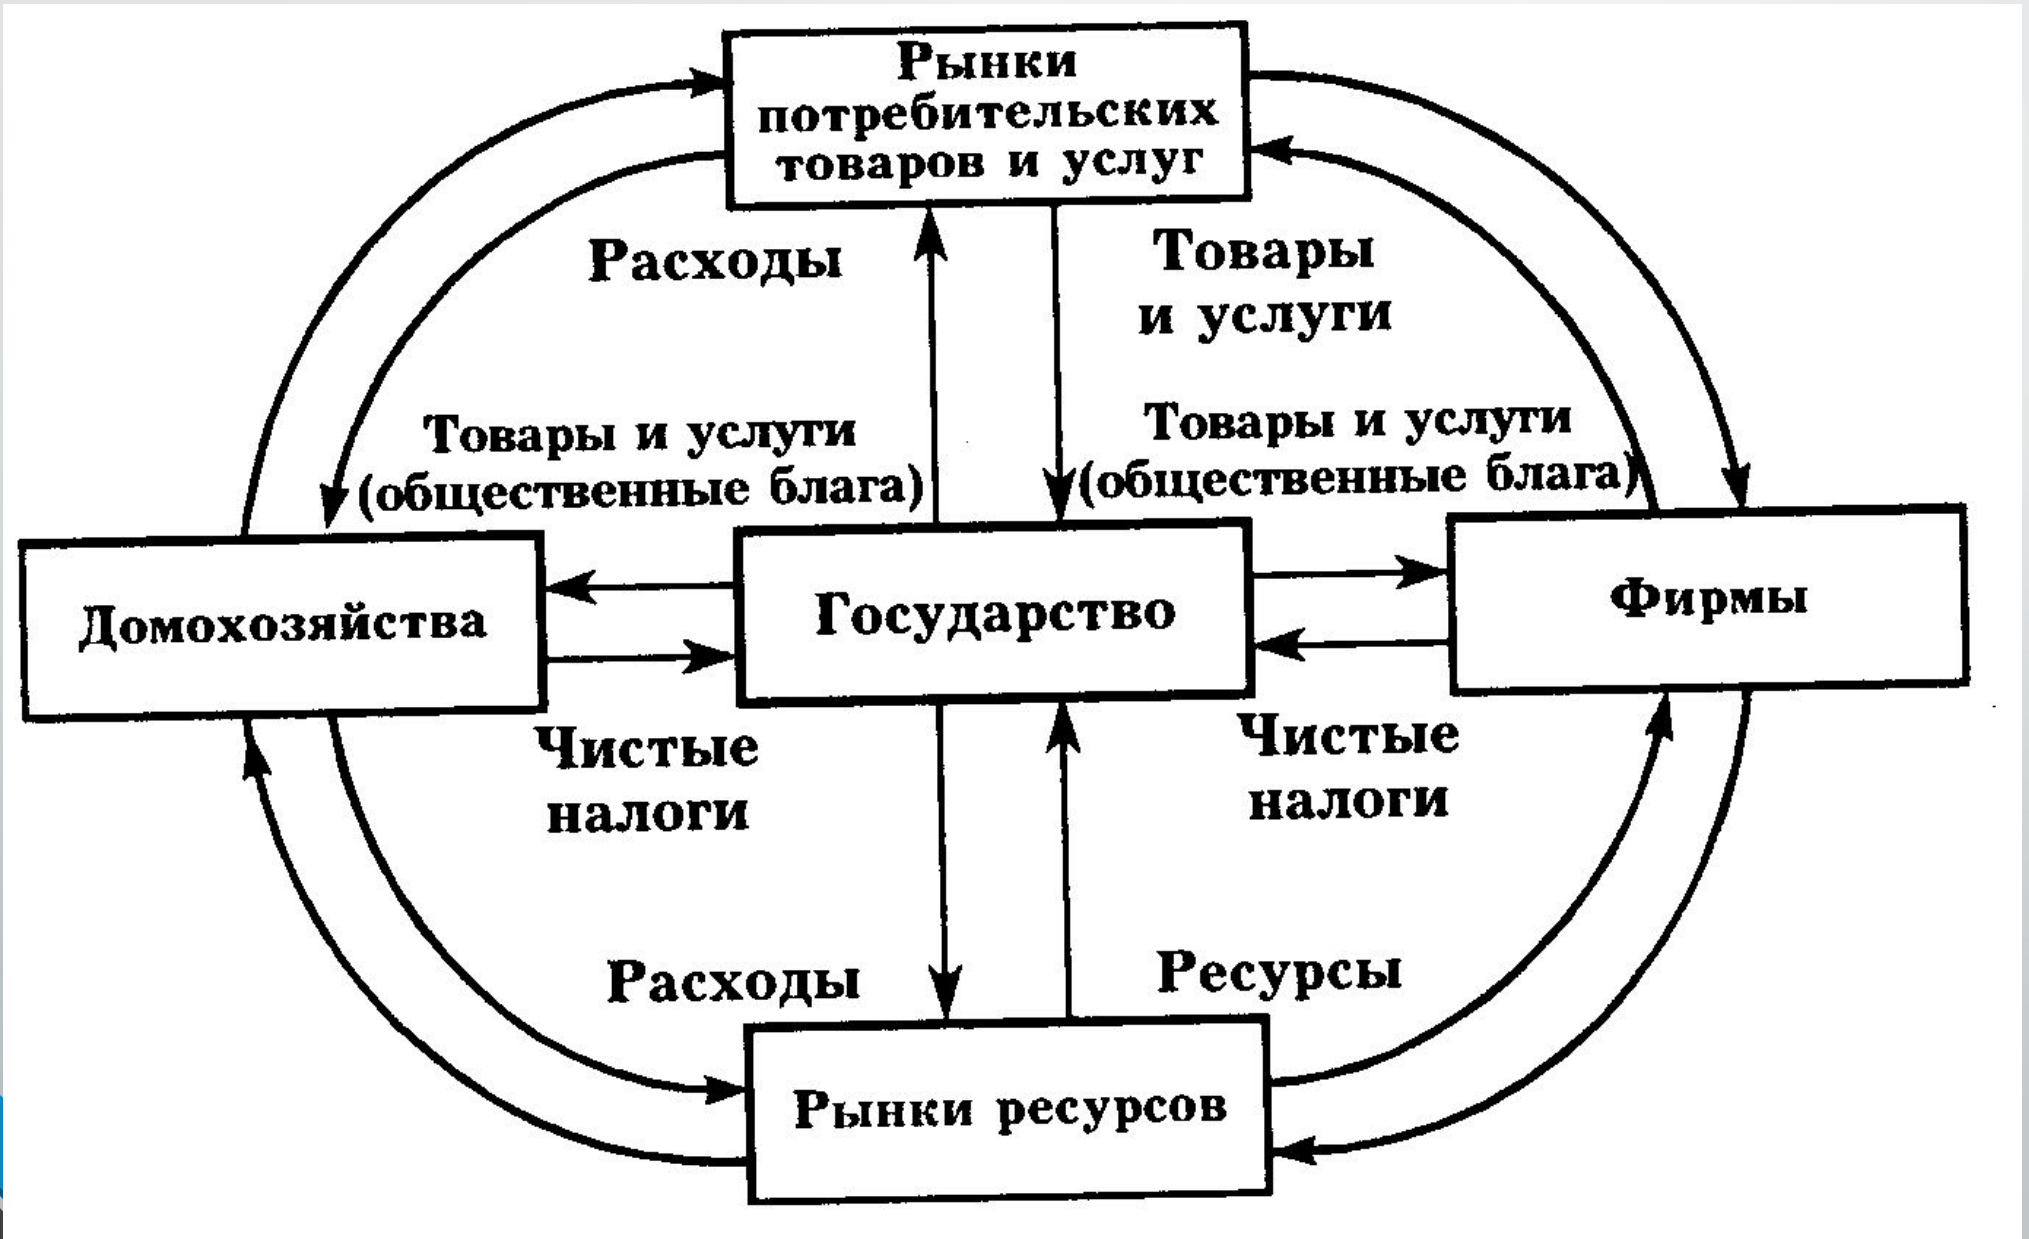 Рынки
потребительских
товаров и услуг
Расходы
Товары
и услуги
Товары и услуги
(общественные блага)
Товары и услуги
(общественные блага)
Домохозяйства
Государство
Фирмы
Чистые
налоги
Чистые
налоги
Расходы
Ресурсы
Рынки ресурсов